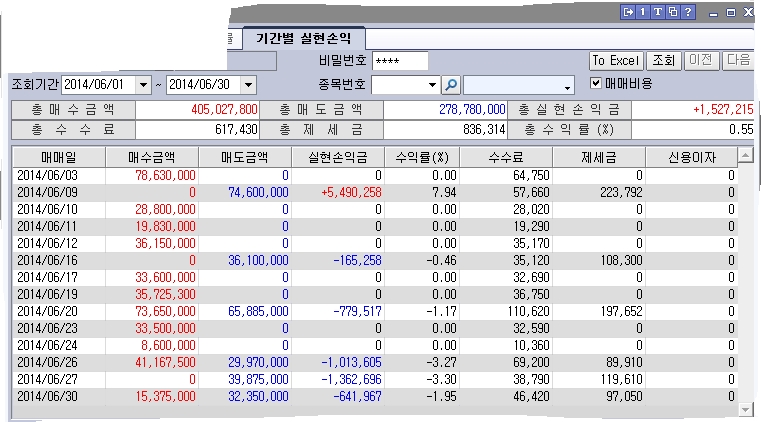 1 T ?
기간별 실현손익
비밀번호 **** To Excel 조회 이전 다음
조회기간 2014/06/01 ~ 2014/06/30 종목번호 매매비용
총 매 수 금 액 405,027,800 총 매 도 금 액 278,780,000 총 실 현 손 익 금 +1,527,215
총 수 수 료 617,430 총 제 세 금 836,314 총 수 익 률 (%) 0.55
매매일 매수금액 매도금액 실현손익금 수익률(%) 수수료 제세금 신용이자
2014/06/03 78,630,000 0 0 0.00 64,750 0 0
2014/06/09 0 74,600,000 +5,490,258 7.94 57,660 223,792 0
2014/06/10 28,800,000 0 0 0.00 28,020 0 0
2014/06/11 19,830,000 0 0 0.00 19,290 0 0
2014/06/12 36,150,000 0 0 0.00 35,170 0 0
2014/06/16 0 36,100,000 -165,258 -0.46 35,120 108,300 0
2014/06/17 33,600,000 0 0 0.00 32,690 0 0
2014/06/19 35,725,300 0 0 0.00 36,750 0 0
2014/06/20 73,650,000 65,885,000 -779,517 -1.17 110,620 197,652 0
2014/06/23 33,500,000 0 0 0.00 32,590 0 0
2014/06/24 8,600,000 0 0 0.00 10,360 0 0
2014/06/26 41,167,500 29,970,000 -1,013,605 -3.27 69,200 89,910 0
2014/06/27 0 39,875,000 -1,362,696 -3.30 38,790 119,610 0
2014/06/30 15,375,000 32,350,000 -641,967 -1.95 46,420 97,050 0